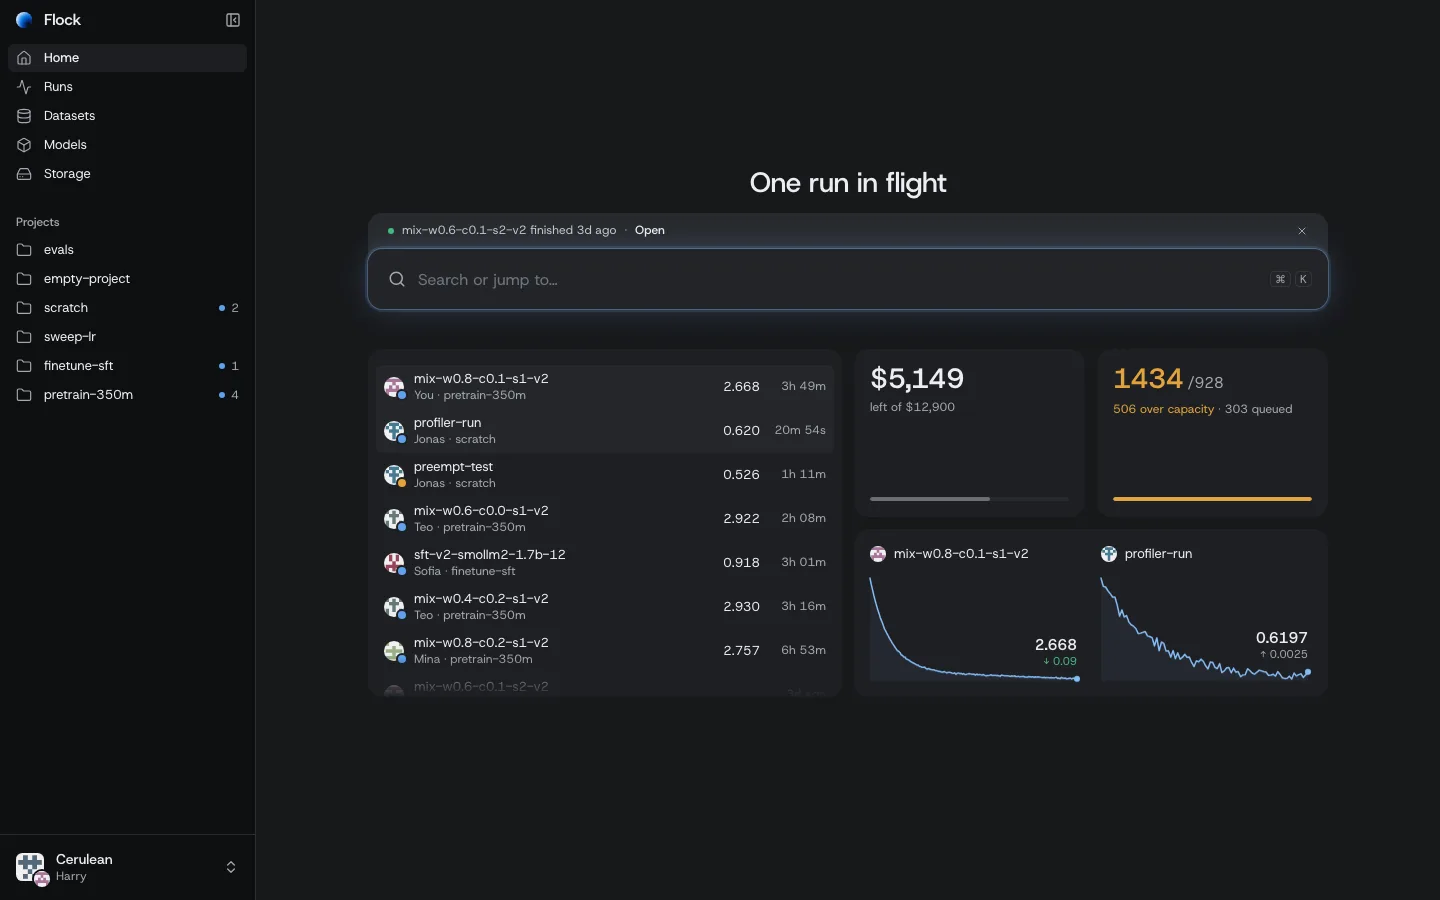 Flock
Home
Runs
Datasets
Models
Storage
Projects
evals
empty-project
scratch 2
sweep-lr
finetune-sft 1
pretrain-350m 4
Cerulean
Harry
One run in flight
mix-w0.6-c0.1-s2-v2 finished 3d ago · Open
Search or jump to... ⌘ K
mix-w0.8-c0.1-s1-v2
You · pretrain-350m
2.668 3h 49m
profiler-run
Jonas · scratch
0.620 20m 54s
preempt-test
Jonas · scratch
0.526 1h 11m
mix-w0.6-c0.0-s1-v2
Teo · pretrain-350m
2.922 2h 08m
sft-v2-smollm2-1.7b-12
Sofia · finetune-sft
0.918 3h 01m
mix-w0.4-c0.2-s1-v2
Teo · pretrain-350m
2.930 3h 16m
mix-w0.8-c0.2-s1-v2
Mina · pretrain-350m
2.757 6h 53m
mix-w0.6-c0.1-s2-v2
$5,149
left of $12,900
1434 /928
506 over capacity · 303 queued
mix-w0.8-c0.1-s1-v2
2.668
↓ 0.09
profiler-run
0.6197
↑ 0.0025